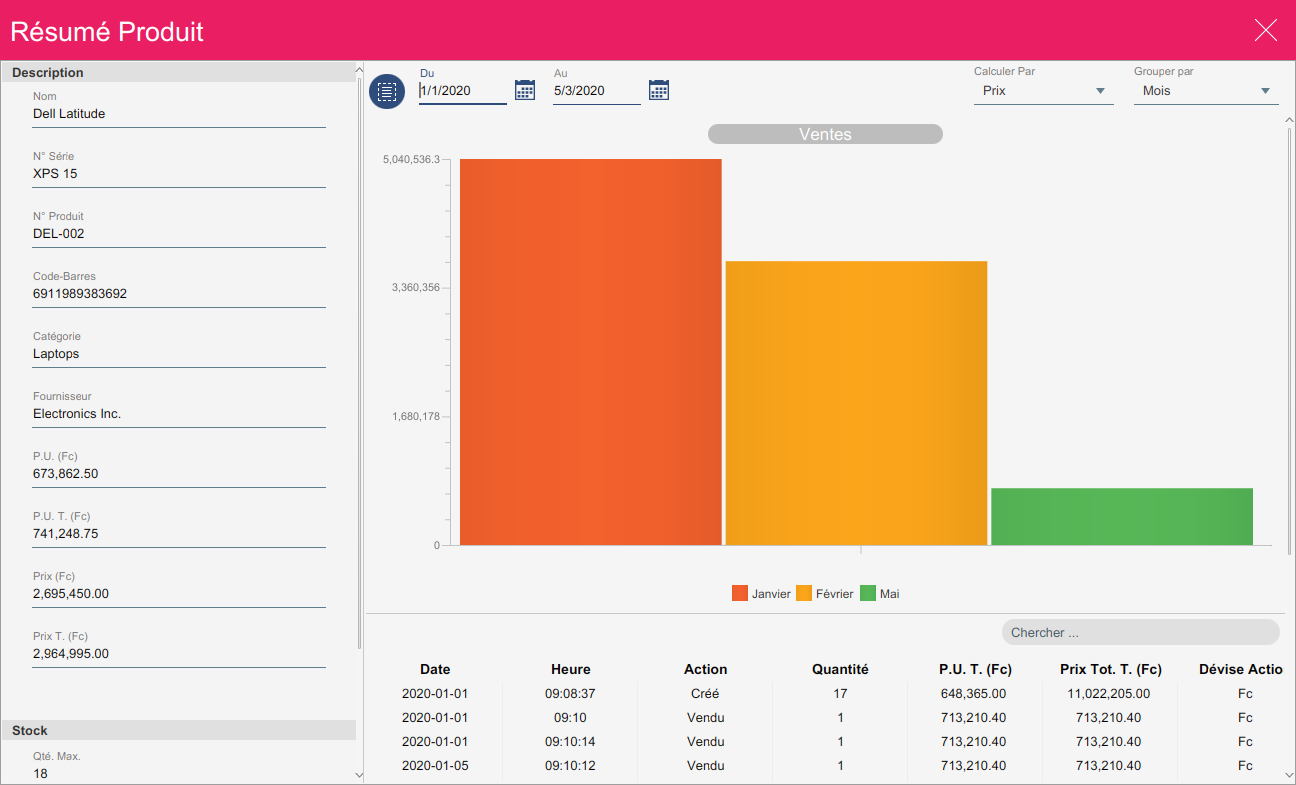 Résumé Produit
Description
Nom
Dell Latitude
N° Série
XPS 15
N° Produit
DEL-002
Code-Barres
6911989383692
Catégorie
Laptops
Fournisseur
Electronics Inc.
P.U. (Fc)
673,862.50
P.U. T. (Fc)
741,248.75
Prix (Fc)
2,695,450.00
Prix T. (Fc)
2,964,995.00
Stock
Qté. Max.
18
Du Au Calculer Par Grouper par
1/1/2020 5/3/2020 Prix Mois
Ventes
5,040,536.3
3,360,356
1,680,178
0
Janvier Février Mai
Chercher ...
Date Heure Action Quantité P.U. T. (Fc) Prix Tot. T. (Fc) Dévise Actio
2020-01-01 09:08:37 Créé 17 648,365.00 11,022,205.00 Fc
2020-01-01 09:10 Vendu 1 713,210.40 713,210.40 Fc
2020-01-01 09:10:14 Vendu 1 713,210.40 713,210.40 Fc
2020-01-05 09:10:12 Vendu 1 713,210.40 713,210.40 Fc